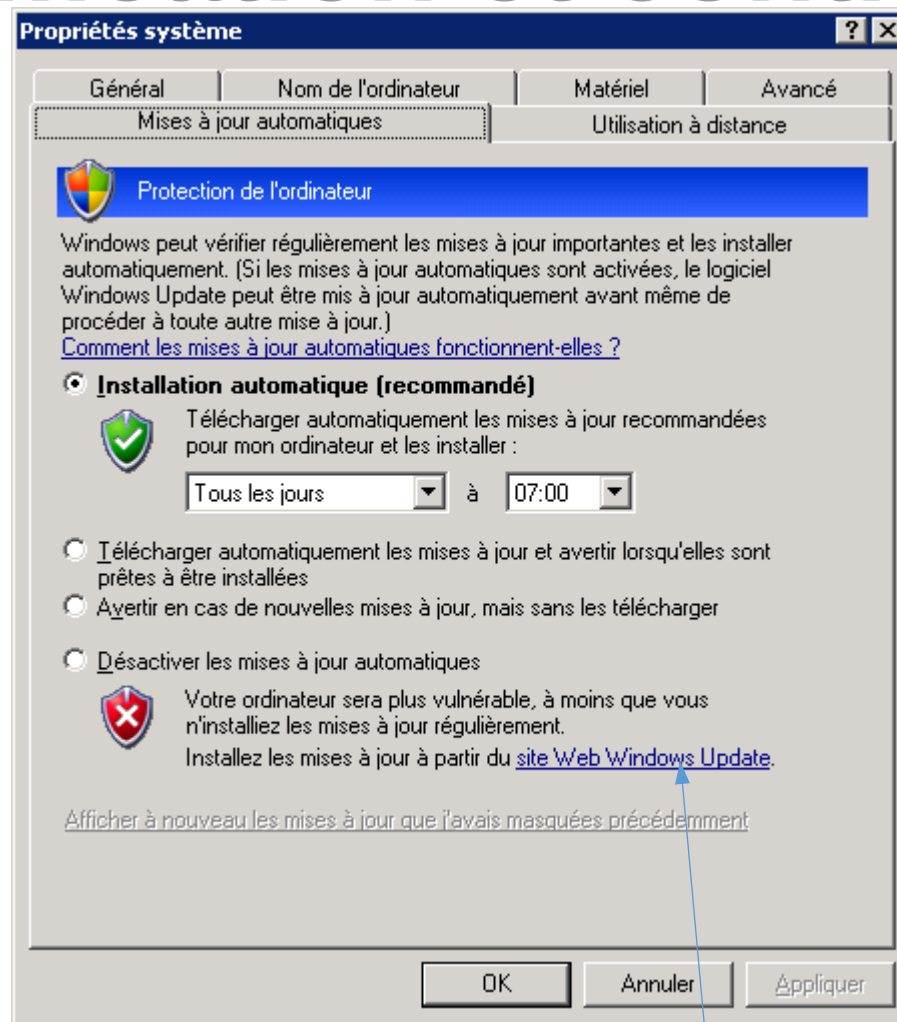 Propriétés système
Général
Nom de l'ordinateur
Matériel
Avancé
Mises à jour automatiques
Utilisation à distance
Protection de l'ordinateur
Windows peut vérifier régulièrement les mises à jour importantes et les installer
automatiquement. (Si les mises à jour automatiques sont activées, le logiciel
Windows Update peut être mis à jour automatiquement avant même de
procéder à toute autre mise à jour.)
Comment les mises à jour automatiques fonctionnent-elles ?
Installation automatique (recommandé)
Télécharger automatiquement les mises à jour recommandées
pour mon ordinateur et les installer :
Tous les jours à 07:00
Télécharger automatiquement les mises à jour et avertir lorsqu'elles sont
prêtes à être installées
Avertir en cas de nouvelles mises à jour, mais sans les télécharger
Désactiver les mises à jour automatiques
Votre ordinateur sera plus vulnérable, à moins que vous
n'installiez les mises à jour régulièrement.
Installez les mises à jour à partir du site Web Windows Update.
Afficher à nouveau les mises à jour que j'avais masquées précédemment
OK
Annuler
Appliquer